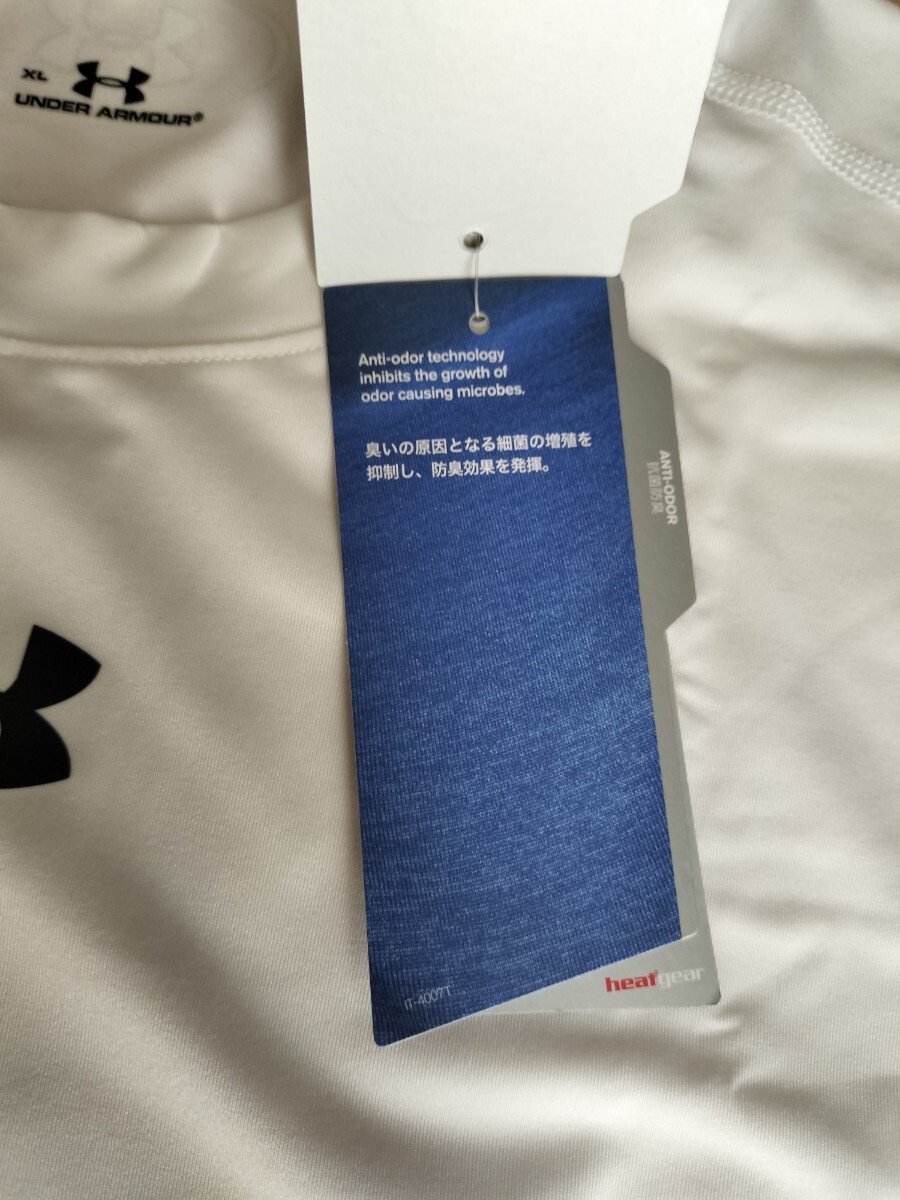 XL
UNDER ARMOUR®
Anti-odor technology
inhibits the growth of
odor causing microbes.
臭いの原因となる細菌の増殖を
抑制し、防臭効果を発揮。
ANTI-ODOR
抗菌防臭
heatgear
IT-4007T